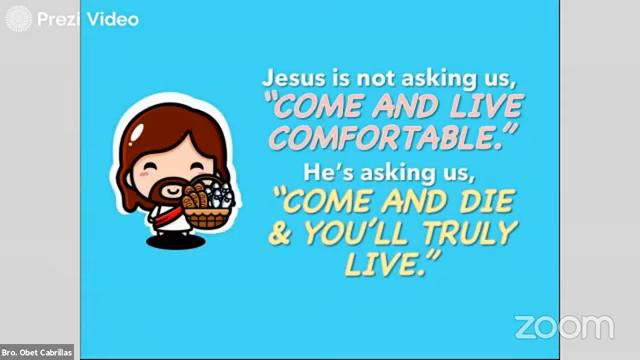 Prezi Video
Jesus is not asking us,
"COME AND LIVE
COMFORTABLE."
He's asking us,
"COME AND DIE
& YOU'LL TRULY
LIVE."
zoom
Bro. Obet Cabrillas